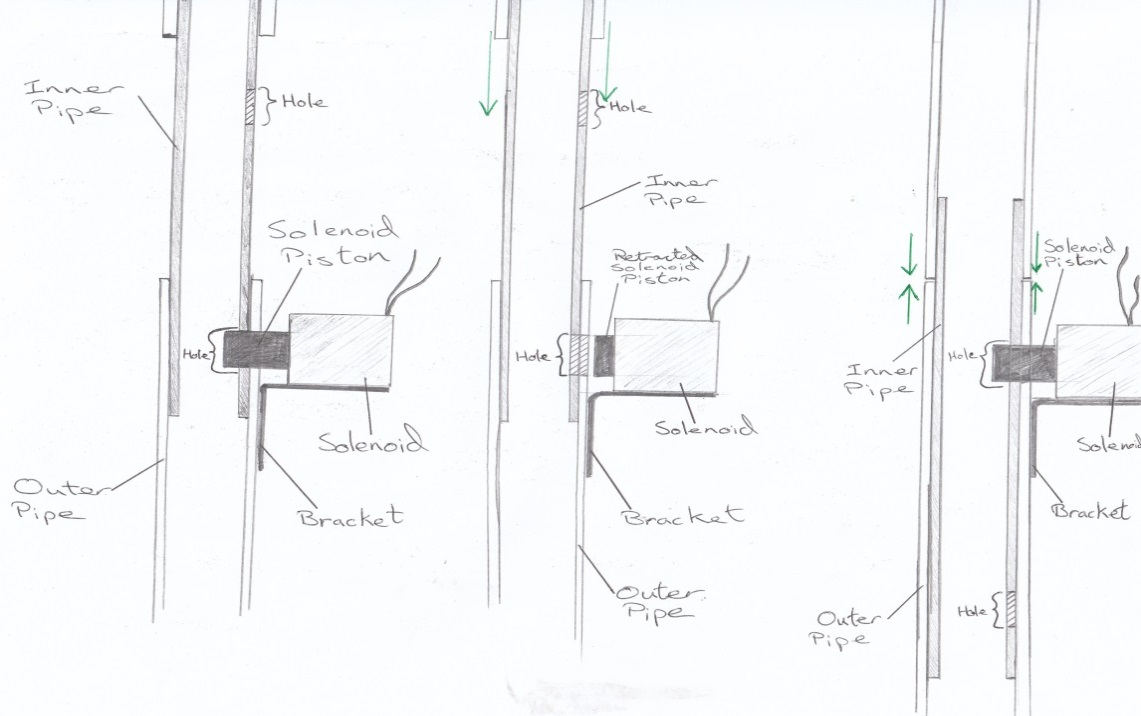 Inner
Pipe
Hole
Solenoid
Piston
Hole
Solenoid
Outer
Pipe
Bracket
Hole
Inner
Pipe
Retracted
Solenoid
Piston
Hole
Solenoid
Bracket
Outer
Pipe
Solenoid
Piston
Hole
Inner
Pipe
Solenoid
Bracket
Hole
Outer
Pipe